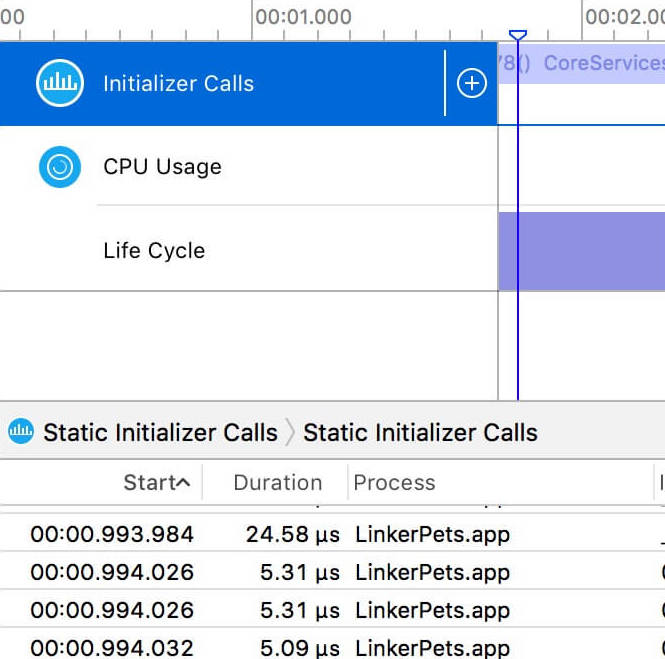 00 00:01.000 00:02.00
Initializer Calls 78() CoreServices
CPU Usage
Life Cycle
Static Initializer Calls Static Initializer Calls
Start Duration Process
00:00.993.984 24.58 µs LinkerPets.app
00:00.994.026 5.31 µs LinkerPets.app
00:00.994.026 5.31 µs LinkerPets.app
00:00.994.032 5.09 µs LinkerPets.app